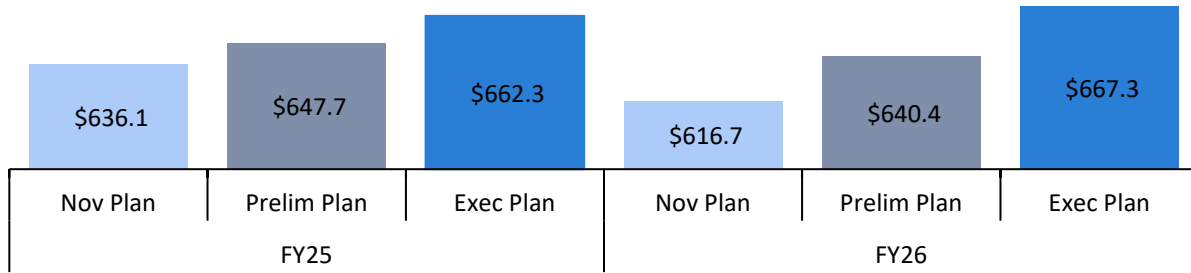 $636.1 $647.7 $662.3 $616.7 $640.4 $667.3
Nov Plan Prelim Plan Exec Plan Nov Plan Prelim Plan Exec Plan
FY25 FY26